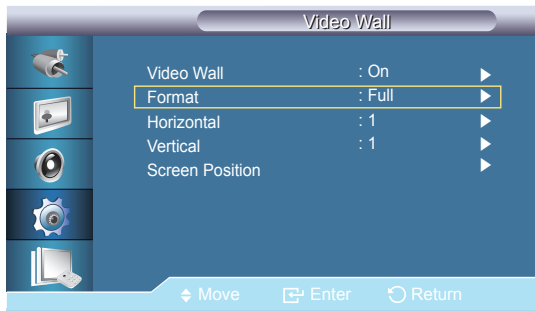 Video Wall
Video Wall : On
Format : Full
Horizontal : 1
Vertical : 1
Screen Position
Move Enter Return